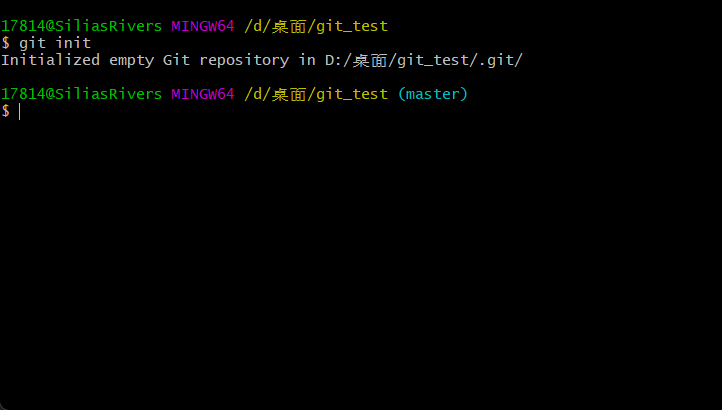 17814@SiliasRivers MINGW64 /d/桌面/git_test
$ git init
Initialized empty Git repository in D:/桌面/git_test/.git/
17814@SiliasRivers MINGW64 /d/桌面/git_test (master)
$